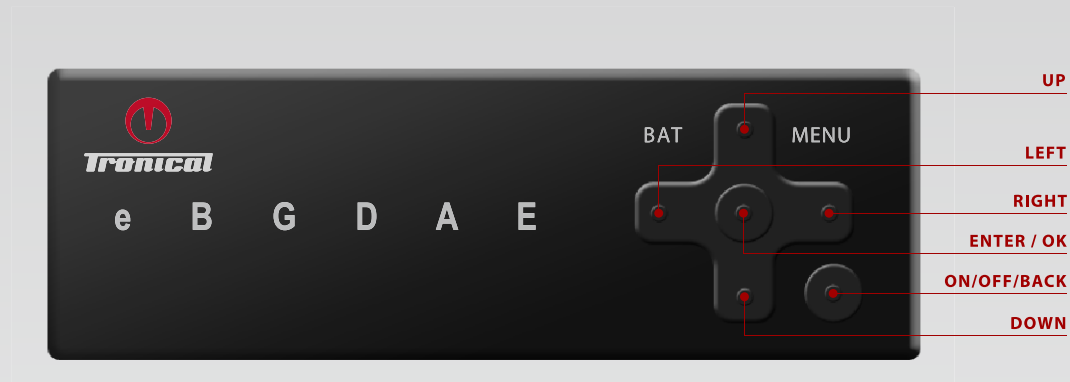 UP
BAT MENU
LEFT
Tronical
RIGHT
e B G D A E
ENTER / OK
ON/OFF/BACK
DOWN